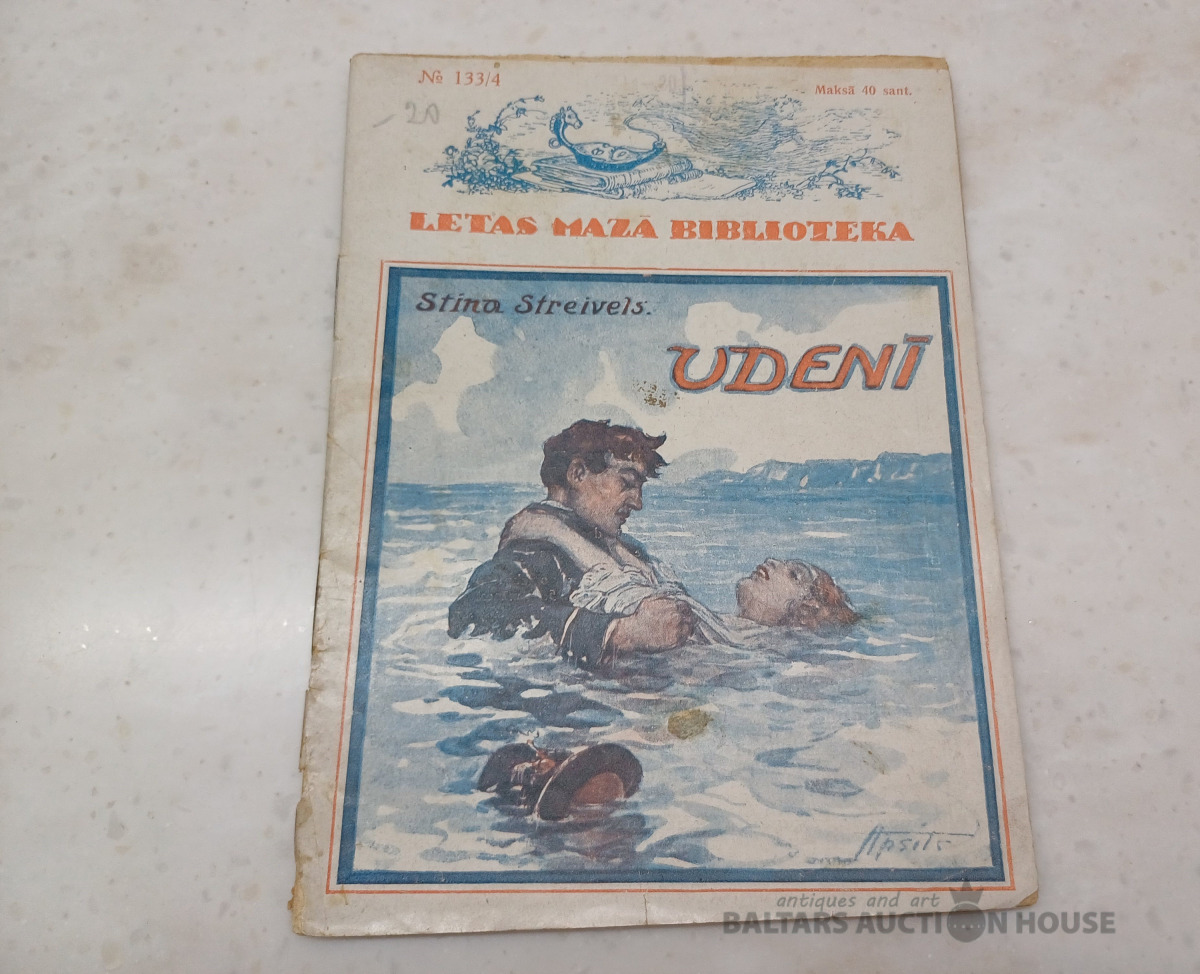 № 133/4
Maksā 40 sant.
20
LETAS MAZĀ BIBLIOTEKA
Stina Streivels.
UDENĪ
Apsīts
antiques and art
BALTARS AUCTION HOUSE